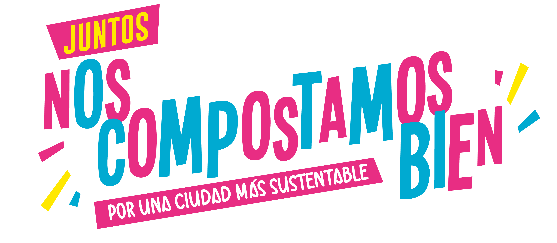 JUNTOS
NOS
COMPOSTAMOS
BIEN
POR UNA CIUDAD MÁS SUSTENTABLE